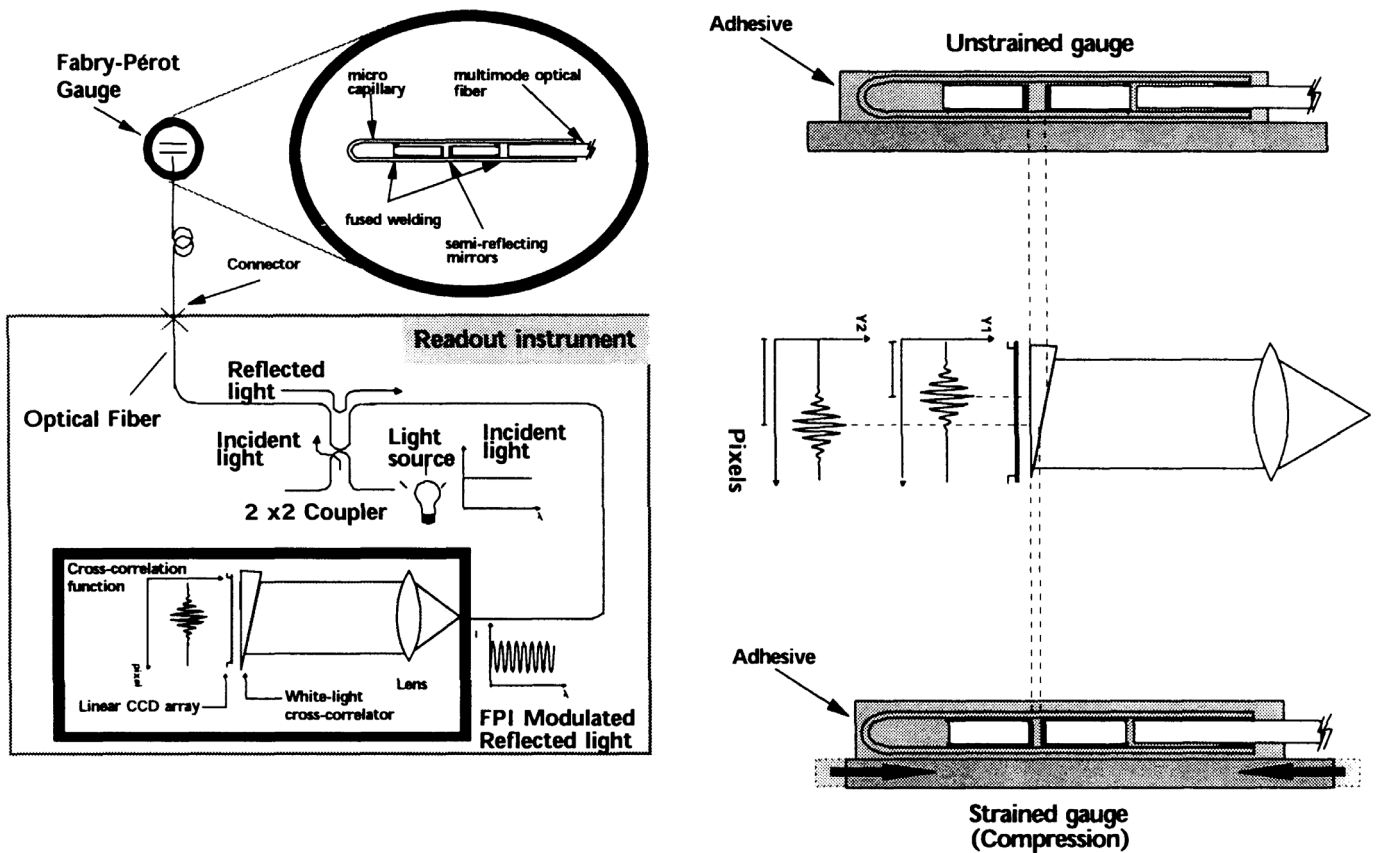 Fabry-Pérot
Gauge
micro
capillary
multimode optical
fiber
fused welding
semi-reflecting
mirrors
Connector
Readout instrument
Reflected
light
Optical Fiber
Incident
light
Light
source
Incident
light
λ
2 x2 Coupler
Cross-correlation
function
pixel
Linear CCD array
White-light
cross-correlator
Lens
I
λ
FPI Modulated
Reflected light
Adhesive
Unstrained gauge
Y2
Y1
Pixels
Adhesive
Strained gauge
(Compression)